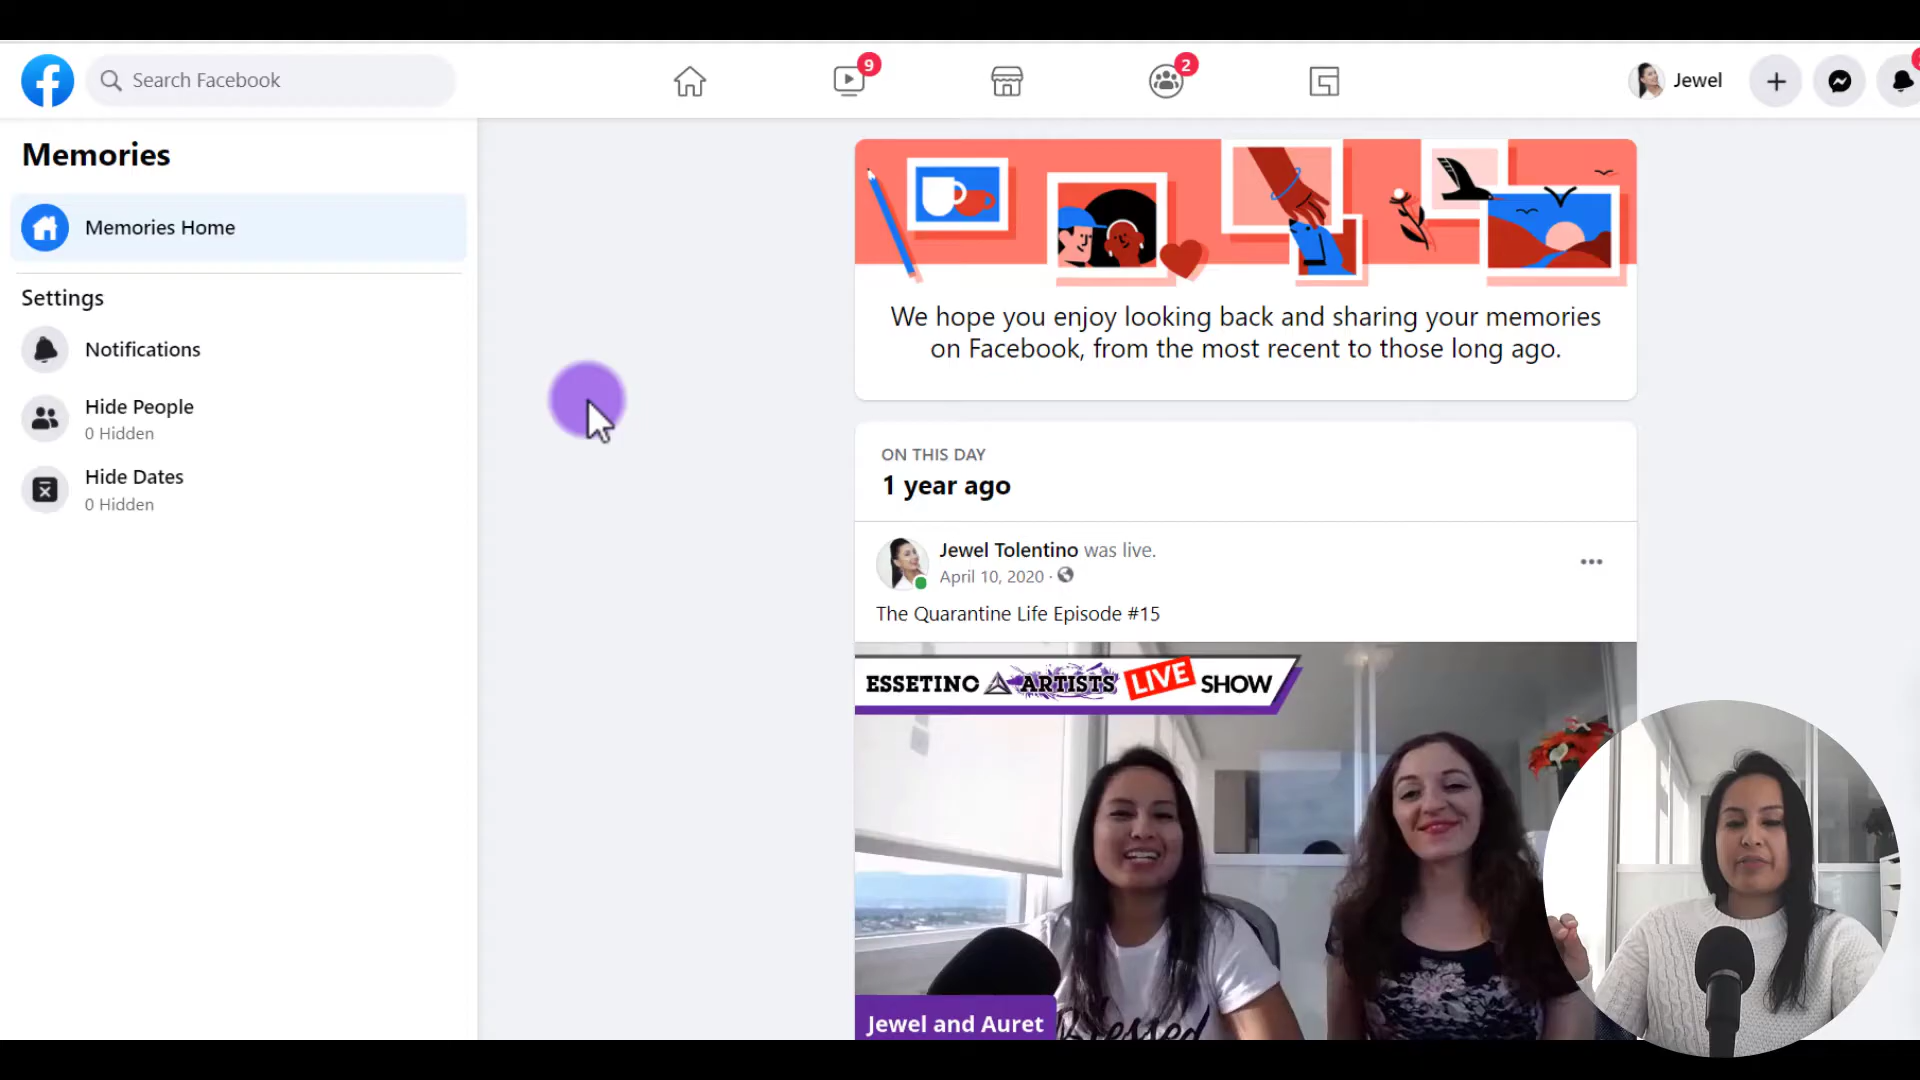 Search Facebook
9
2
Jewel
Memories
Memories Home
Settings
Notifications
Hide People
0 Hidden
Hide Dates
0 Hidden
We hope you enjoy looking back and sharing your memories
on Facebook, from the most recent to those long ago.
ON THIS DAY
1 year ago
Jewel Tolentino was live.
April 10, 2020 ·
The Quarantine Life Episode #15
ESSETINO ARTISTS LIVE SHOW
Jewel and Auret
Blessed